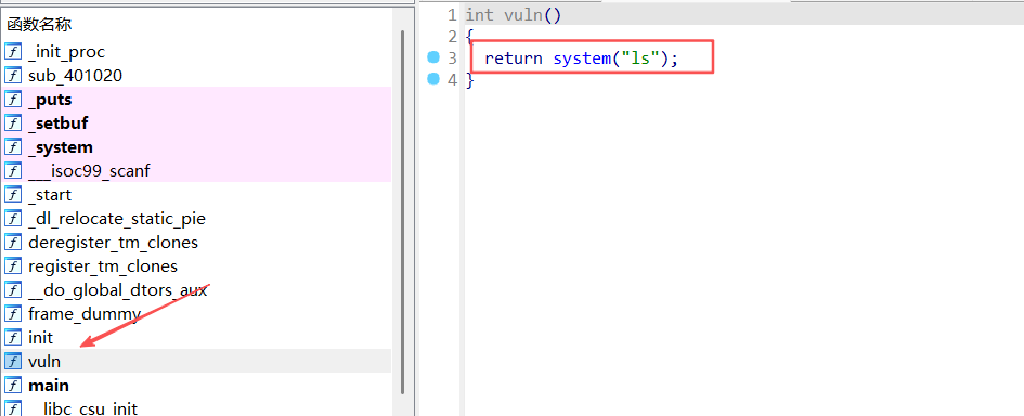 函数名称
_init_proc
sub_401020
_puts
_setbuf
_system
___isoc99_scanf
_start
_dl_relocate_static_pie
deregister_tm_clones
register_tm_clones
__do_global_dtors_aux
frame_dummy
init
vuln
main
__libc_csu_init
1 int vuln()
2 {
3 return system("ls");
4 }